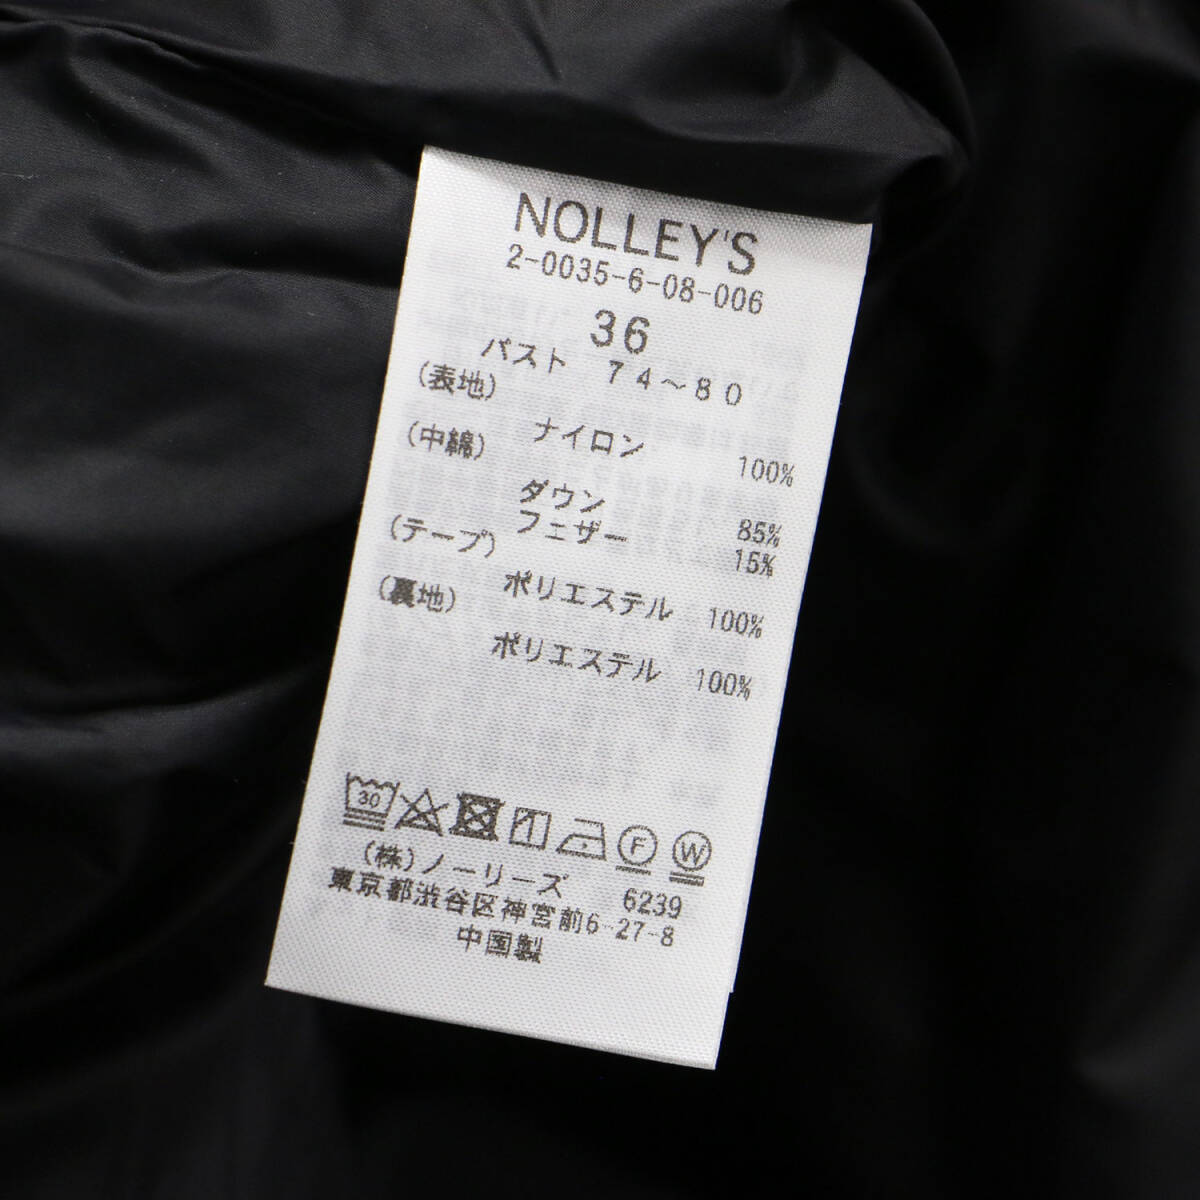 NOLLEY'S
2-0035-6-08-006
36
バスト 74～80
(表地)
ナイロン 100%
(中綿)
ダウン 85%
フェザー 15%
(テープ)
ポリエステル 100%
(裏地)
ポリエステル 100%
30 F W
(株)ノーリーズ 6239
東京都渋谷区神宮前6-27-8
中国製